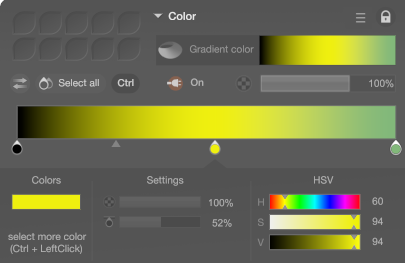 Color
Gradient color
Select all Ctrl On 100%
Colors Settings HSV
100% H 60
52% S 94
select more color
(Ctrl + LeftClick) V 94